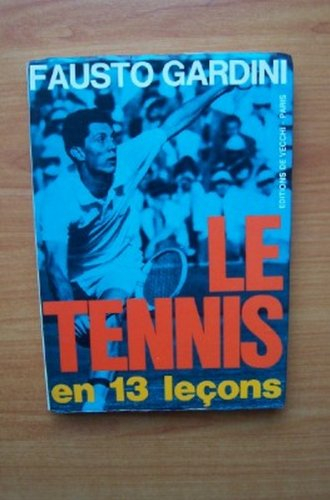 FAUSTO GARDINI
EDITIONS DE VECCHI - PARIS
LE
TENNIS
en 13 leçons